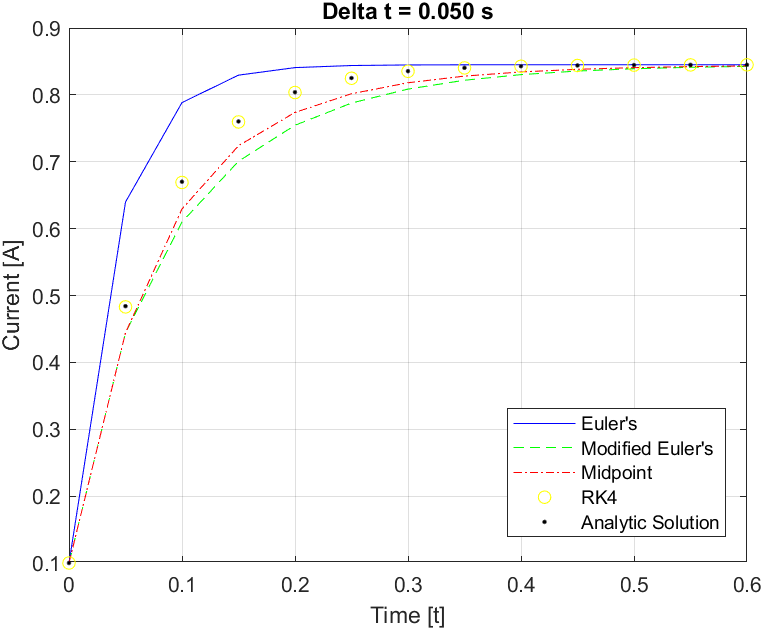 Delta t = 0.050 s
0.9
0.8
0.7
0.6
0.5
0.4
0.3
0.2
0.1
Current [A]
Euler's
Modified Euler's
Midpoint
RK4
Analytic Solution
0 0.1 0.2 0.3 0.4 0.5 0.6
Time [t]